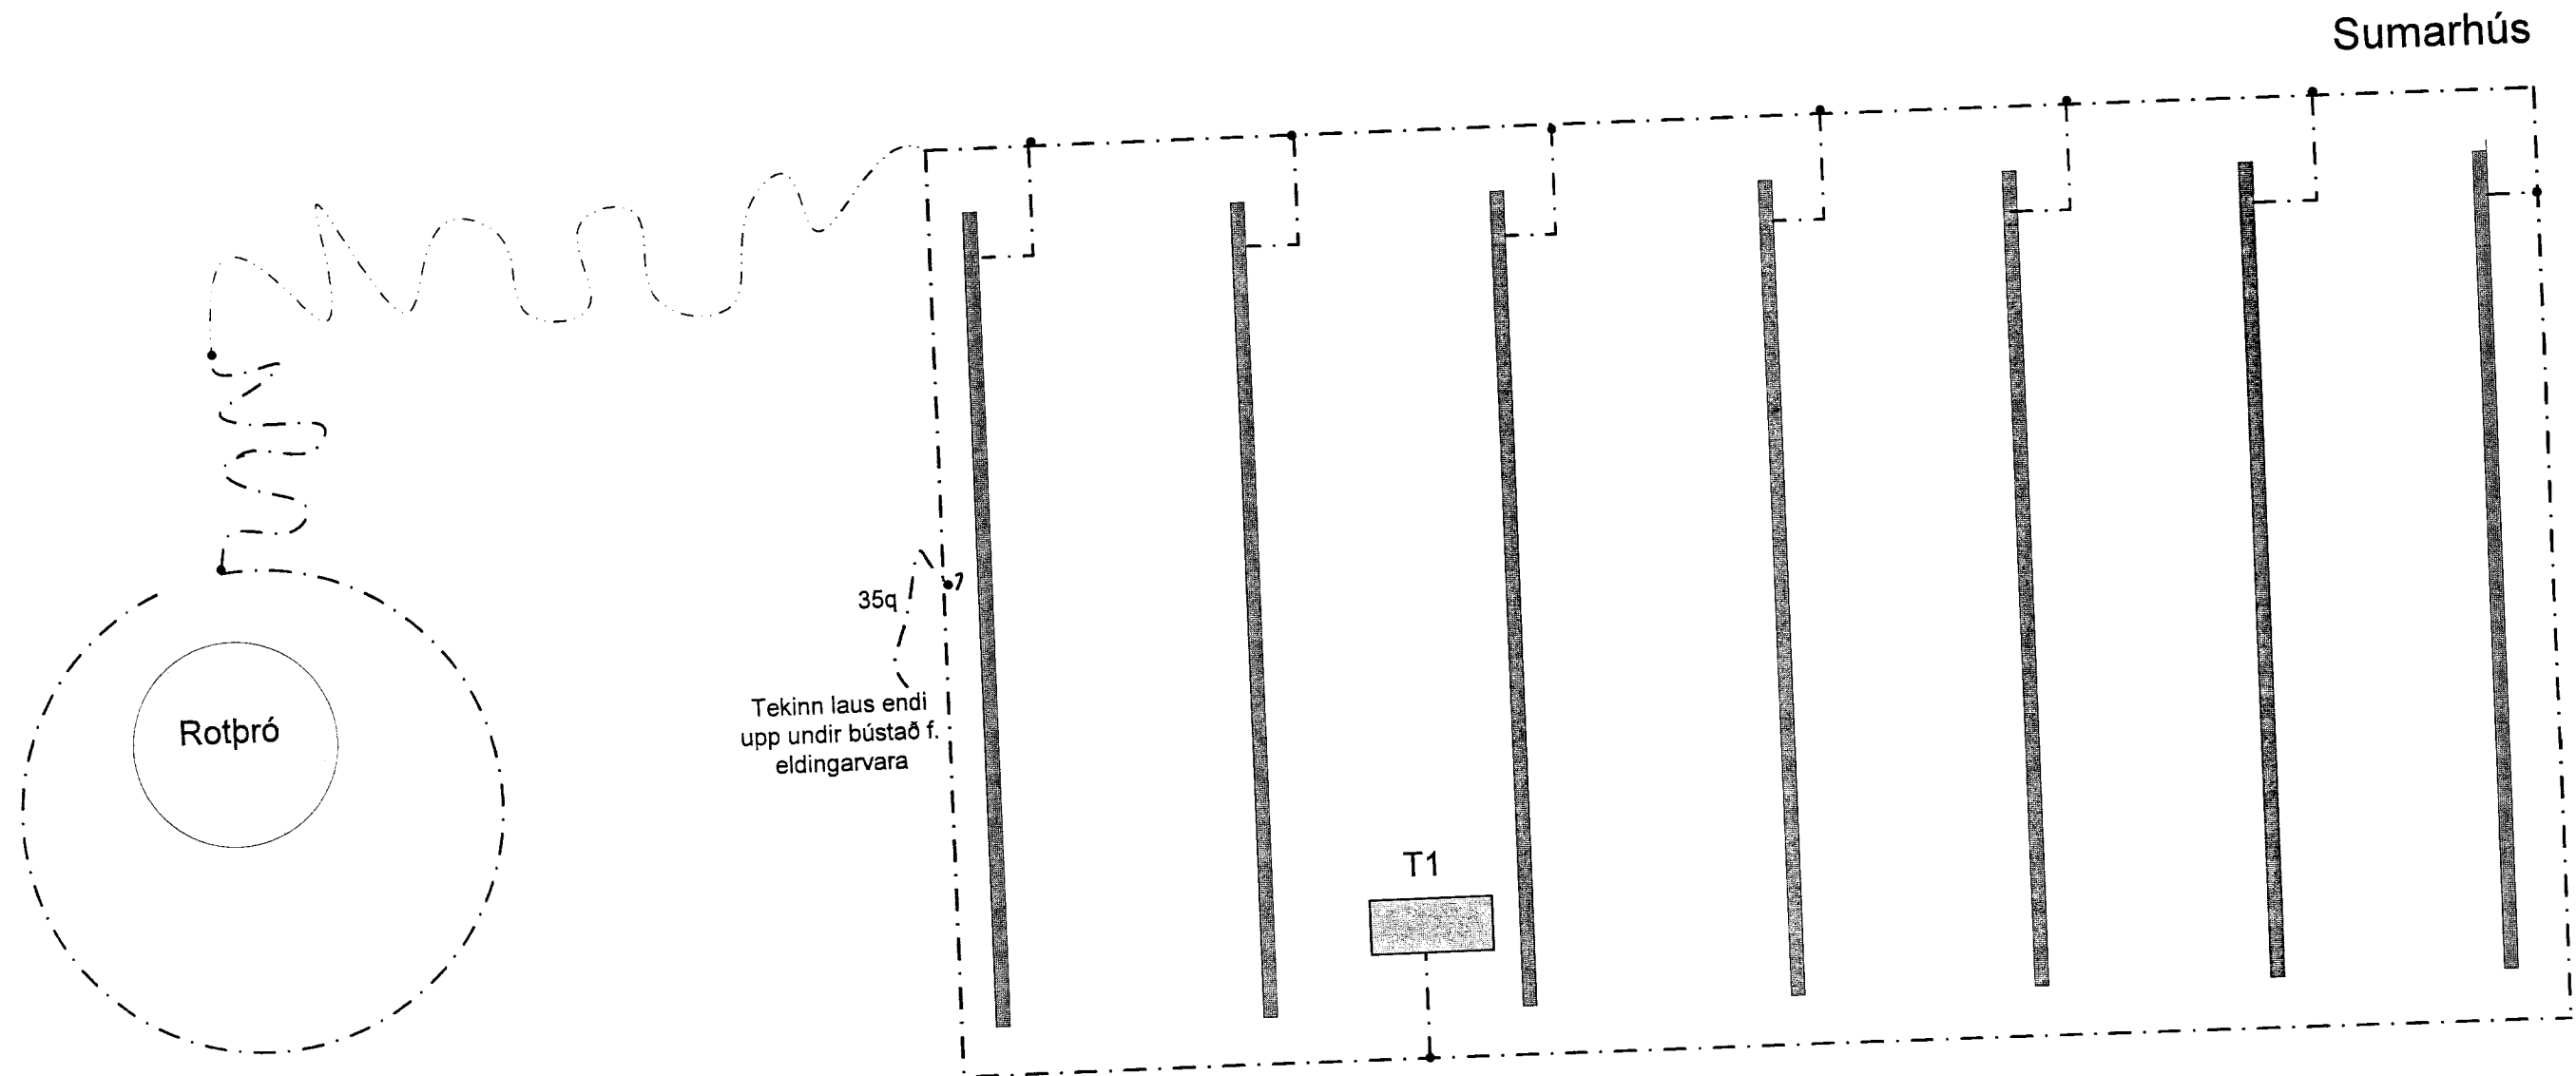 Sumarhús
35q
Tekinn laus endi
upp undir bústað f.
eldingarvara
Rotþró
T1